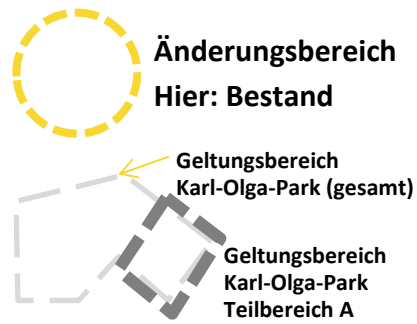 Änderungsbereich
Hier: Bestand
Geltungsbereich
Karl-Olga-Park (gesamt)
Geltungsbereich
Karl-Olga-Park
Teilbereich A